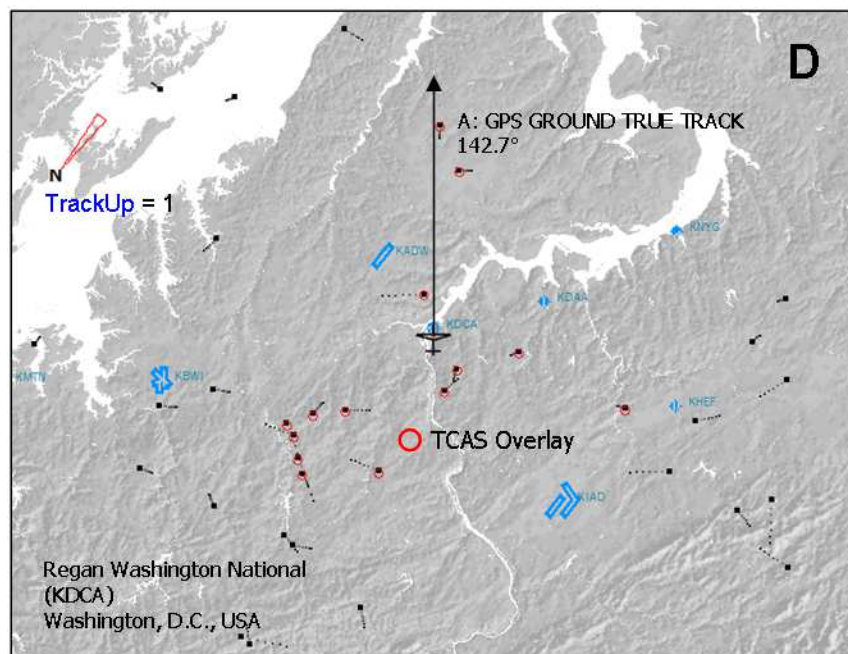 D
A: GPS GROUND TRUE TRACK
142.7°
N
TrackUp = 1
KNYG
KADW
KDAA
KDCA
KMTN
KBWI
KHEF
TCAS Overlay
KIAD
Regan Washington National
(KDCA)
Washington, D.C., USA